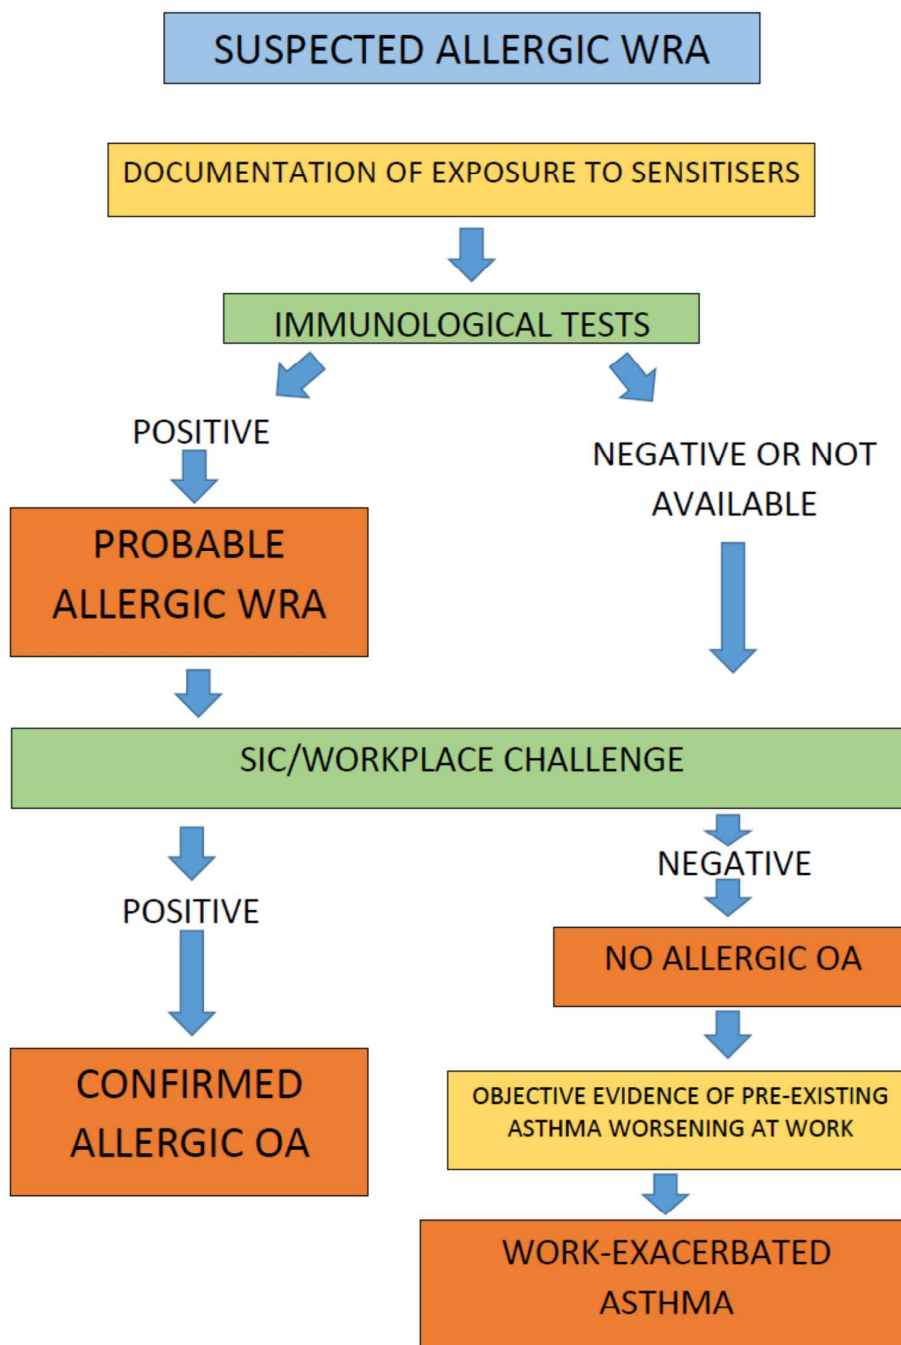 SUSPECTED ALLERGIC WRA
DOCUMENTATION OF EXPOSURE TO SENSITISERS
IMMUNOLOGICAL TESTS
POSITIVE
NEGATIVE OR NOT
AVAILABLE
PROBABLE
ALLERGIC WRA
SIC/WORKPLACE CHALLENGE
POSITIVE
NEGATIVE
NO ALLERGIC OA
CONFIRMED
ALLERGIC OA
OBJECTIVE EVIDENCE OF PRE-EXISTING
ASTHMA WORSENING AT WORK
WORK-EXACERBATED
ASTHMA